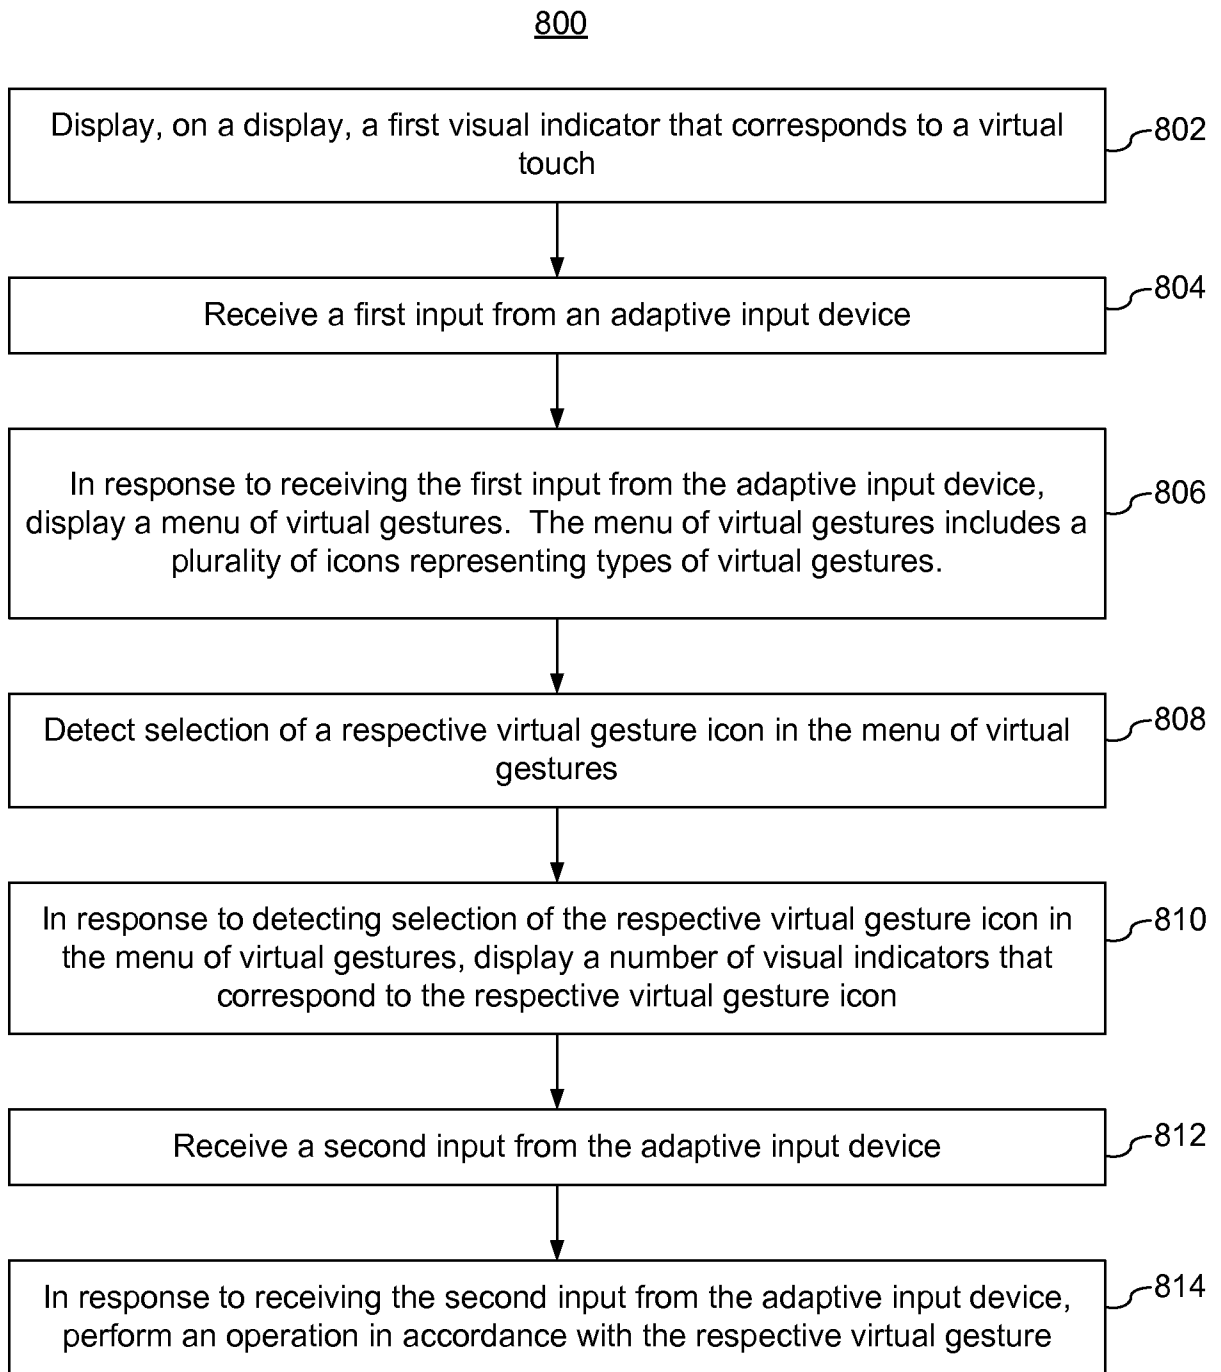 800
Display, on a display, a first visual indicator that corresponds to a virtual
touch
802
Receive a first input from an adaptive input device
804
In response to receiving the first input from the adaptive input device,
display a menu of virtual gestures.  The menu of virtual gestures includes a
plurality of icons representing types of virtual gestures.
806
Detect selection of a respective virtual gesture icon in the menu of virtual
gestures
808
In response to detecting selection of the respective virtual gesture icon in
the menu of virtual gestures, display a number of visual indicators that
correspond to the respective virtual gesture icon
810
Receive a second input from the adaptive input device
812
In response to receiving the second input from the adaptive input device,
perform an operation in accordance with the respective virtual gesture
814